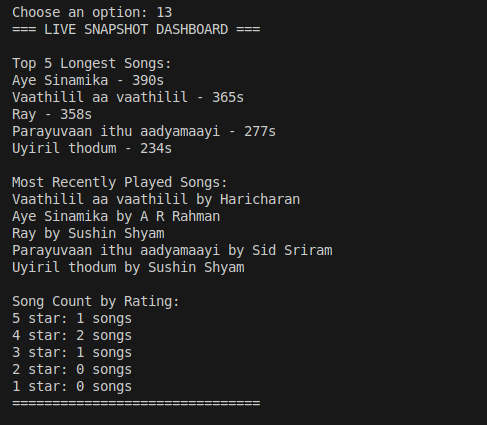 Choose an option: 13
=== LIVE SNAPSHOT DASHBOARD ===
Top 5 Longest Songs:
Aye Sinamika - 390s
Vaathilil aa vaathilil - 365s
Ray - 358s
Parayuvaan ithu aadyamaayi - 277s
Uyiril thodum - 234s
Most Recently Played Songs:
Vaathilil aa vaathilil by Haricharan
Aye Sinamika by A R Rahman
Ray by Sushin Shyam
Parayuvaan ithu aadyamaayi by Sid Sriram
Uyiril thodum by Sushin Shyam
Song Count by Rating:
5 star: 1 songs
4 star: 2 songs
3 star: 1 songs
2 star: 0 songs
1 star: 0 songs
===============================